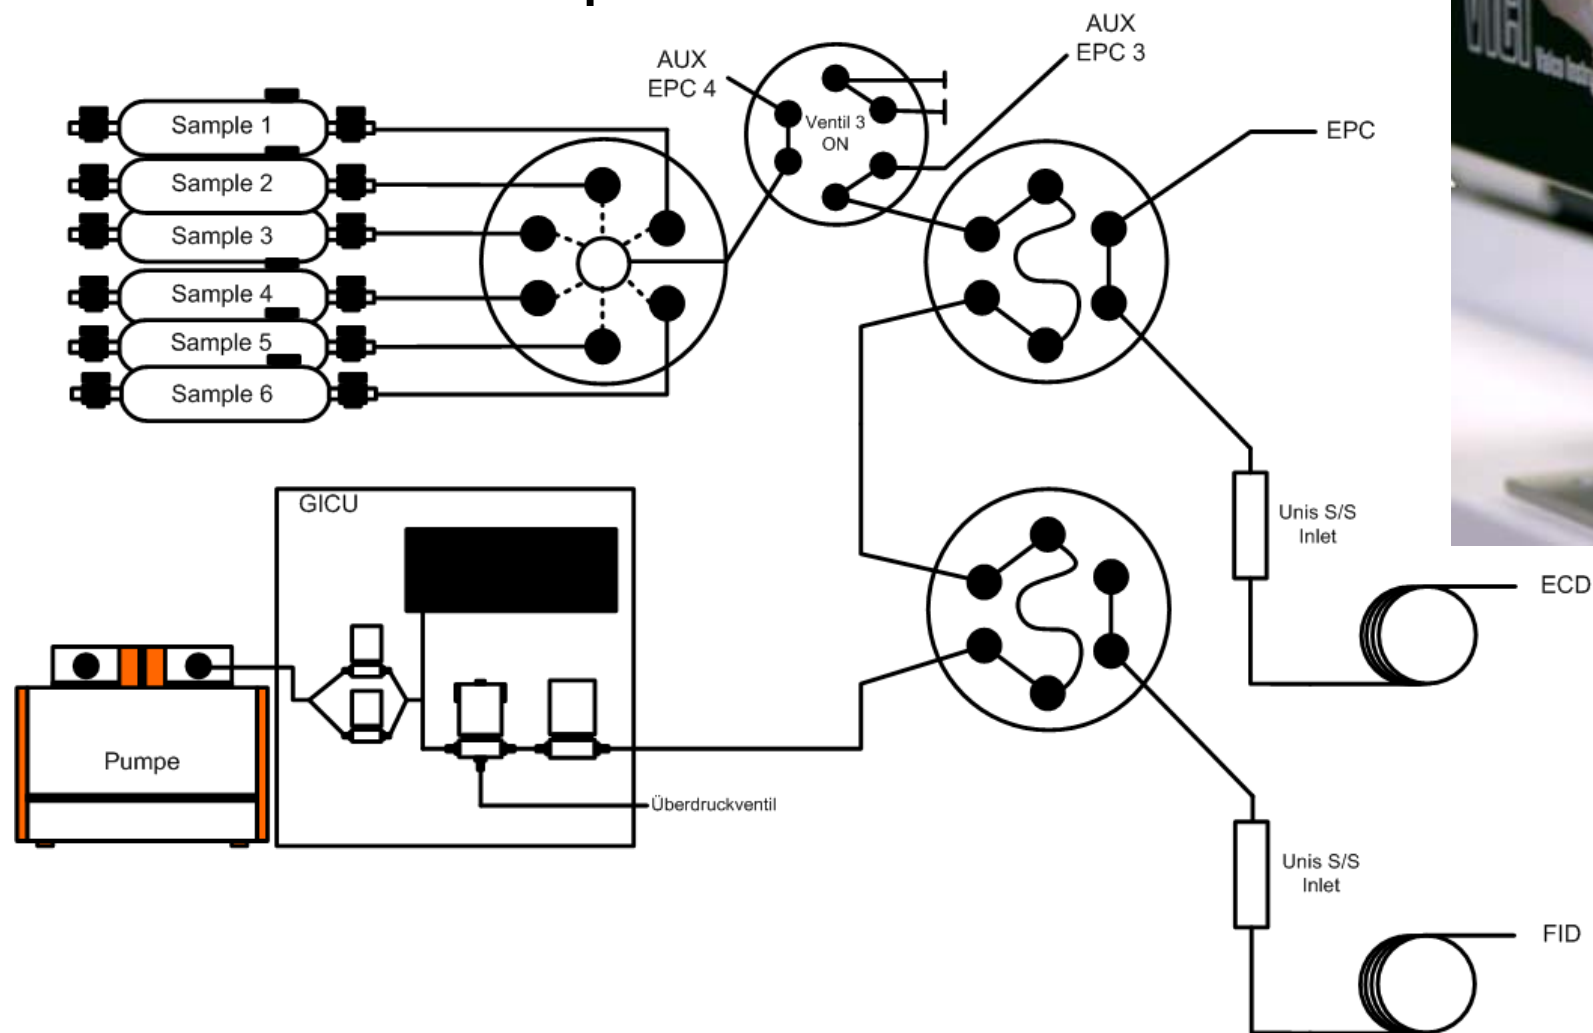 AUX
EPC 4
AUX
EPC 3
Ventil 3
ON
EPC
Sample 1
Sample 2
Sample 3
Sample 4
Sample 5
Sample 6
Unis S/S
Inlet
ECD
GICU
Pumpe
Überdruckventil
Unis S/S
Inlet
FID